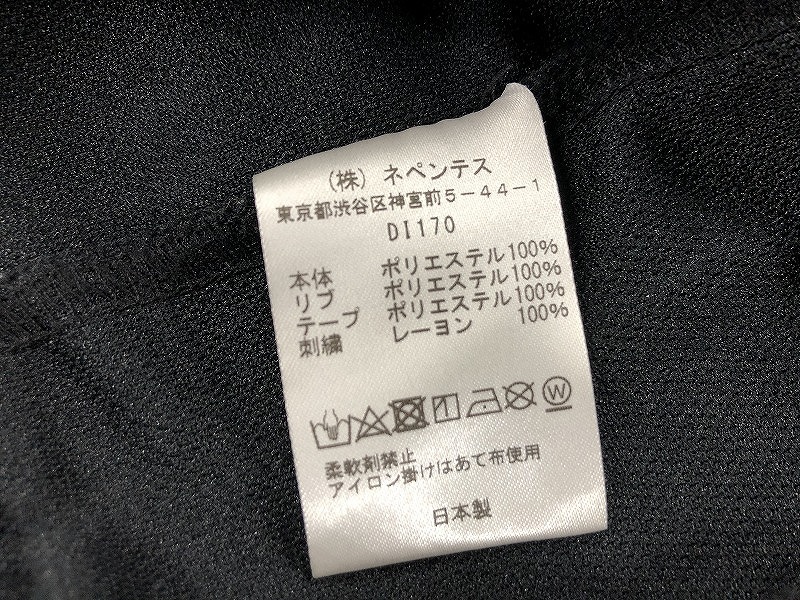 (株) ネペンテス
東京都渋谷区神宮前5-44-1
DI170
本体 ポリエステル100%
リブ ポリエステル100%
テープ ポリエステル100%
刺繍 レーヨン 100%
W
柔軟剤禁止
アイロン掛けはあて布使用
日本製